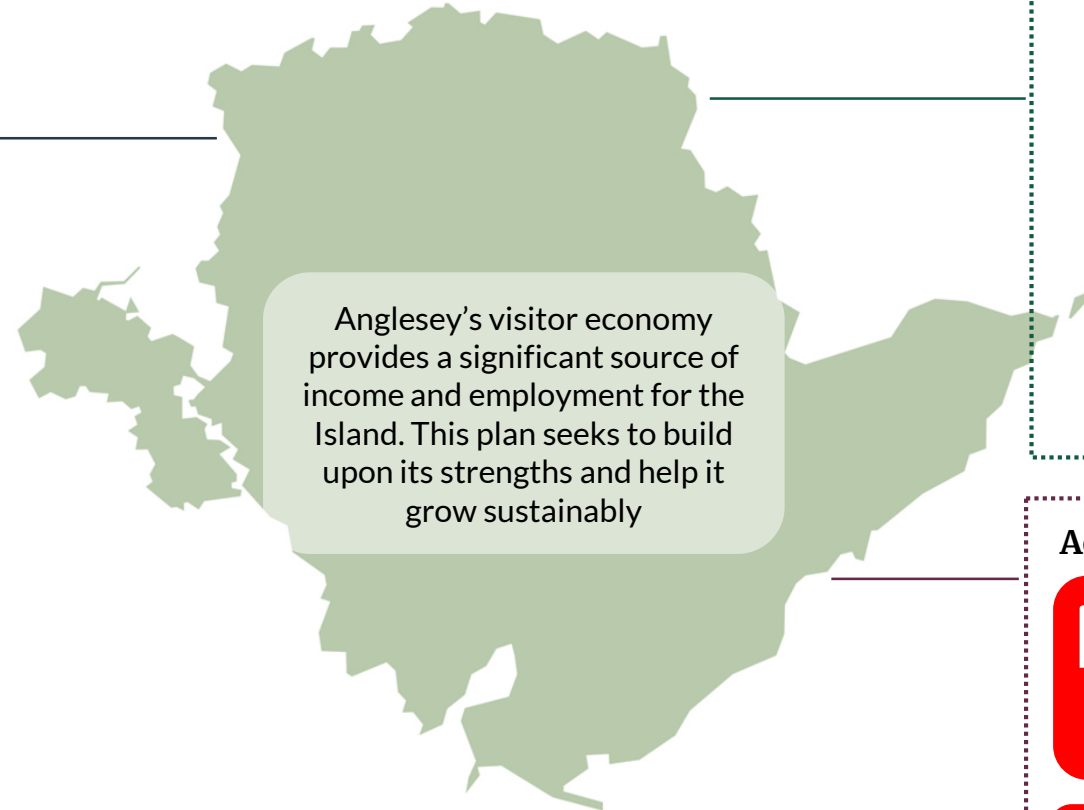 Anglesey’s visitor economy
provides a significant source of
income and employment for the
Island. This plan seeks to build
upon its strengths and help it
grow sustainably